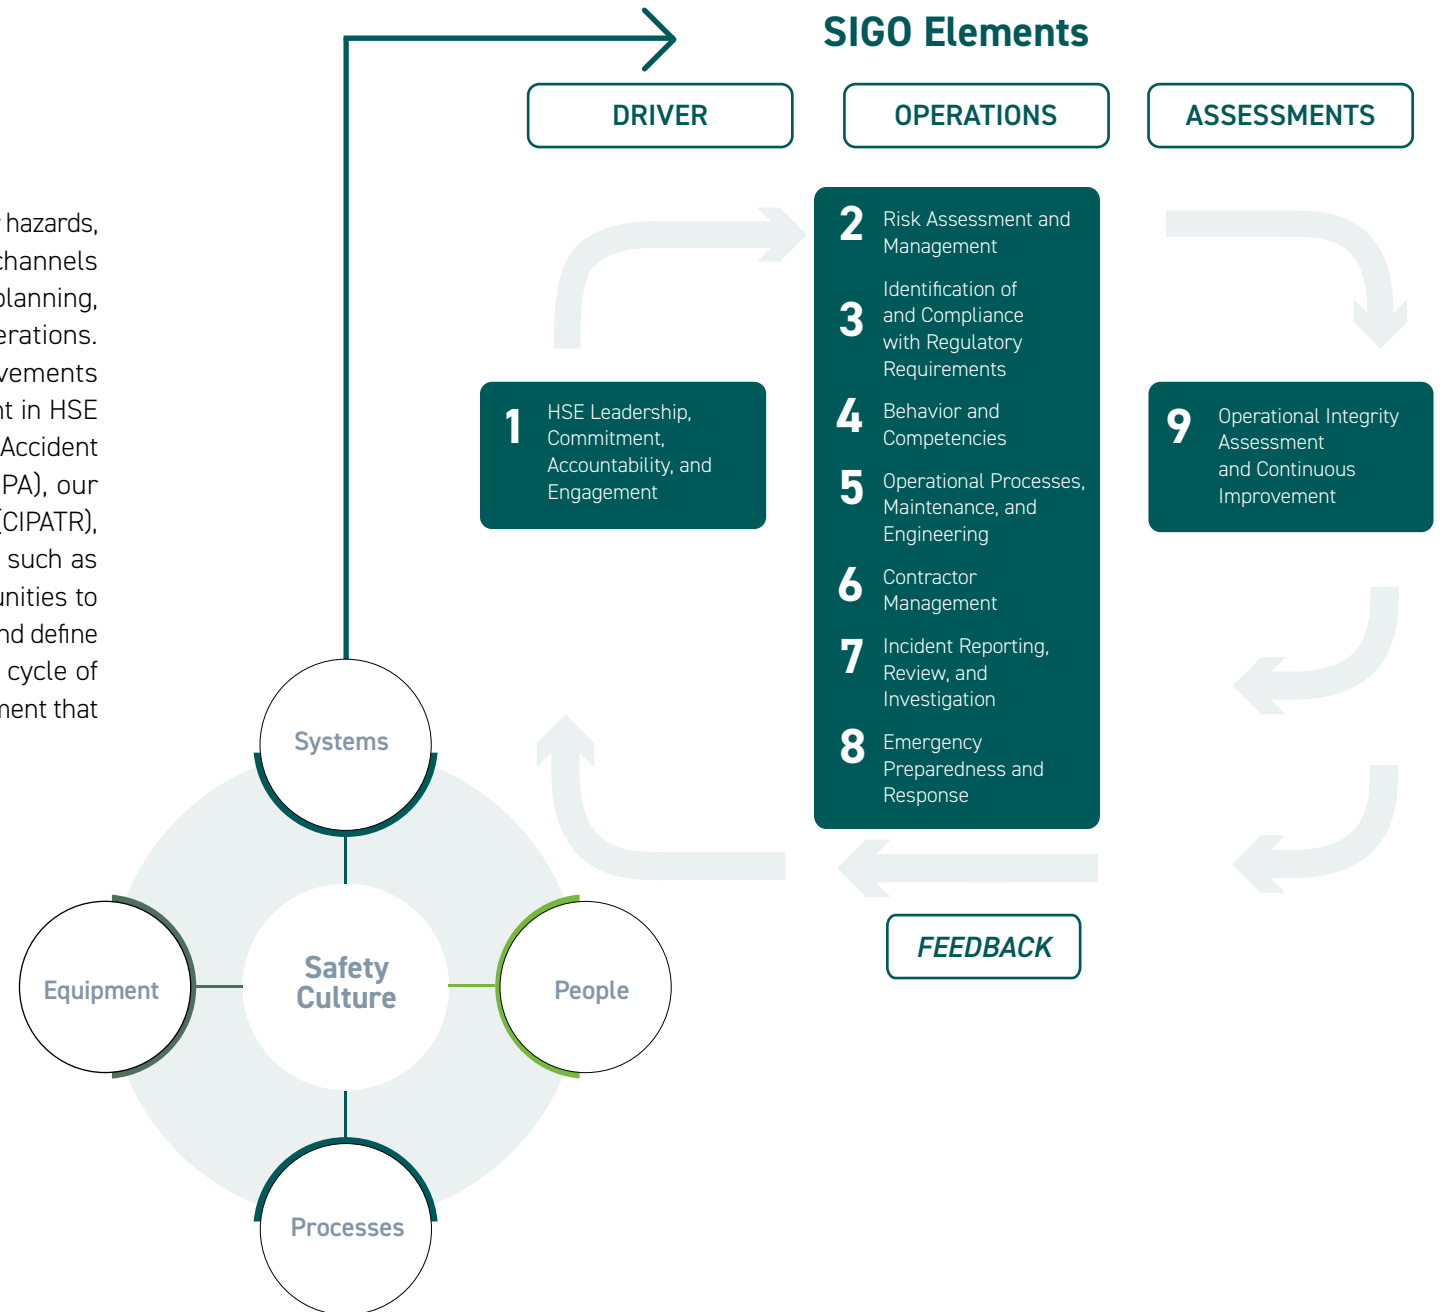 hazards,
channels
planning,
erations.
vements
nt in HSE
Accident
PA), our
(CIPATR),
such as
unities to
nd define
cycle of
ment that
SIGO Elements
DRIVER
OPERATIONS
ASSESSMENTS
1
HSE Leadership,
Commitment,
Accountability, and
Engagement
2
Risk Assessment and
Management
3
Identification of
and Compliance
with Regulatory
Requirements
4
Behavior and
Competencies
5
Operational Processes,
Maintenance, and
Engineering
6
Contractor
Management
7
Incident Reporting,
Review, and
Investigation
8
Emergency
Preparedness and
Response
9
Operational Integrity
Assessment
and Continuous
Improvement
FEEDBACK
Systems
Equipment
Safety
Culture
People
Processes